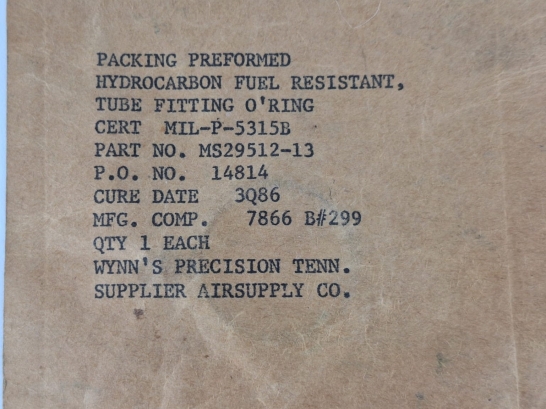 PACKING PREFORMED
HYDROCARBON FUEL RESISTANT,
TUBE FITTING O'RING
CERT MIL-P-5315B
PART NO. MS29512-13
P.O. NO. 14814
CURE DATE 3Q86
MFG. COMP. 7866 B#299
QTY 1 EACH
WYNN'S PRECISION TENN.
SUPPLIER AIRSUPPLY CO.